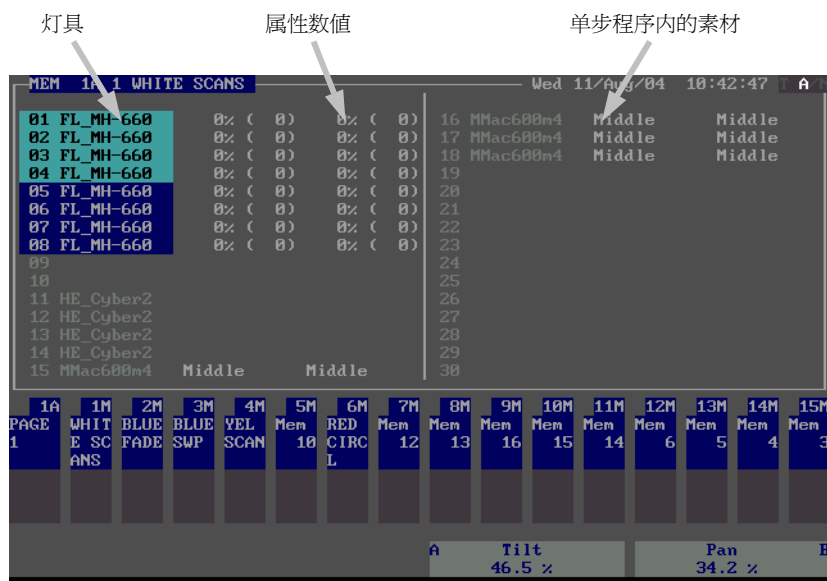 灯具 属性数值 单步程序内的素材
MEM 1A 1 WHITE SCANS Wed 11/Aug/04 10:42:47 T A
01 FL_MH-660 0% ( 0) 0% ( 0)
02 FL_MH-660 0% ( 0) 0% ( 0)
03 FL_MH-660 0% ( 0) 0% ( 0)
04 FL_MH-660 0% ( 0) 0% ( 0)
05 FL_MH-660 0% ( 0) 0% ( 0)
06 FL_MH-660 0% ( 0) 0% ( 0)
07 FL_MH-660 0% ( 0) 0% ( 0)
08 FL_MH-660 0% ( 0) 0% ( 0)
09
10
11 HE_Cyber2
12 HE_Cyber2
13 HE_Cyber2
14 HE_Cyber2
15 MMac600m4 Middle Middle
16 MMac600m4 Middle Middle
17 MMac600m4 Middle Middle
18 MMac600m4 Middle Middle
19
20
21
22
23
24
25
26
27
28
29
30
1A 1M 2M 3M 4M 5M 6M 7M 8M 9M 10M 11M 12M 13M 14M 15M
PAGE WHIT BLUE BLUE YEL Mem RED Mem Mem Mem Mem Mem Mem Mem Mem Mem
1 E SC FADE SWP SCAN 10 CIRC 12 13 16 15 14 6 5 4 3
ANS L
A Tilt Pan B
46.5 % 34.2 %